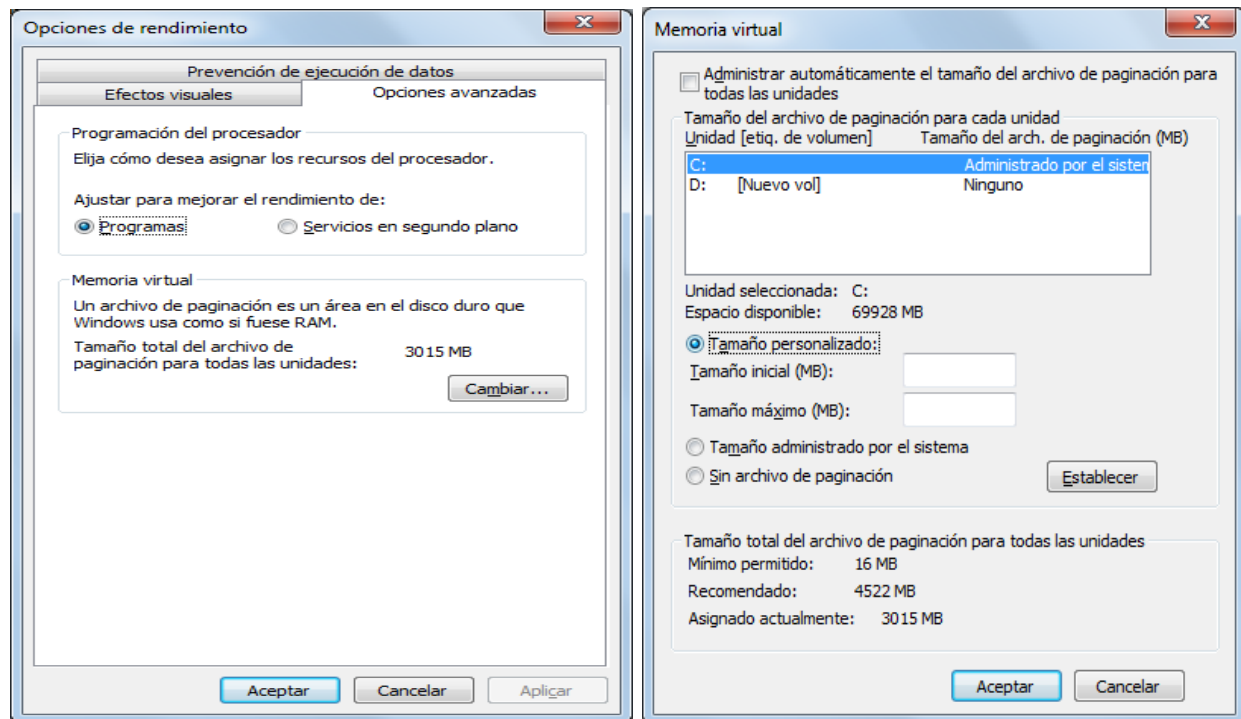 Opciones de rendimiento
Prevención de ejecución de datos
Efectos visuales
Opciones avanzadas
Programación del procesador
Elija cómo desea asignar los recursos del procesador.
Ajustar para mejorar el rendimiento de:
Programas
Servicios en segundo plano
Memoria virtual
Un archivo de paginación es un área en el disco duro que
Windows usa como si fuese RAM.
Tamaño total del archivo de
paginación para todas las unidades:
3015 MB
Cambiar...
Aceptar
Cancelar
Aplicar
Memoria virtual
Administrar automáticamente el tamaño del archivo de paginación para
todas las unidades
Tamaño del archivo de paginación para cada unidad
Unidad [etiq. de volumen] Tamaño del arch. de paginación (MB)
C: Administrado por el sistem
D: [Nuevo vol] Ninguno
Unidad seleccionada: C:
Espacio disponible: 69928 MB
Tamaño personalizado:
Tamaño inicial (MB):
Tamaño máximo (MB):
Tamaño administrado por el sistema
Sin archivo de paginación
Establecer
Tamaño total del archivo de paginación para todas las unidades
Mínimo permitido: 16 MB
Recomendado: 4522 MB
Asignado actualmente: 3015 MB
Aceptar
Cancelar